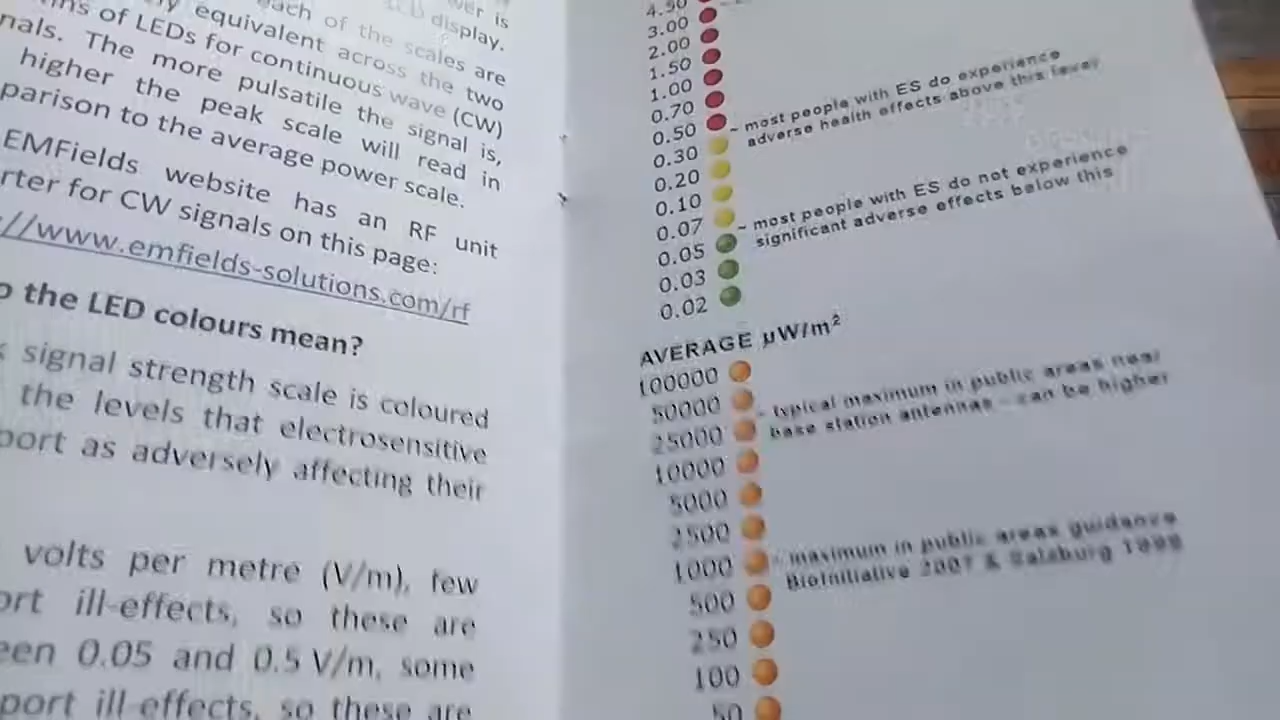 wer is
LCD display.
each of the scales are
equivalent across the two
of LEDs for continuous wave (CW)
nals. The more pulsatile the signal is,
higher the peak scale will read in
parison to the average power scale.
EMFields website has an RF unit
rter for CW signals on this page:
://www.emfields-solutions.com/rf
o the LED colours mean?
signal strength scale is coloured
the levels that electrosensitive
port as adversely affecting their
volts per metre (V/m), few
ort ill-effects, so these are
een 0.05 and 0.5 V/m, some
port ill-effects, so these are
4.50
3.00
2.00
1.50
1.00
0.70
0.50 ~ most people with ES do experience
adverse health effects above this level
0.30
0.20
0.10
0.07
0.05 ~ most people with ES do not experience
significant adverse effects below this
0.03
0.02
AVERAGE µW/m²
100000
50000
25000 - typical maximum in public areas near
base station antennas - can be higher
10000
5000
2500
1000 - maximum in public areas guidance
BioInitiative 2007 & Salzburg 1998
500
250
100
50